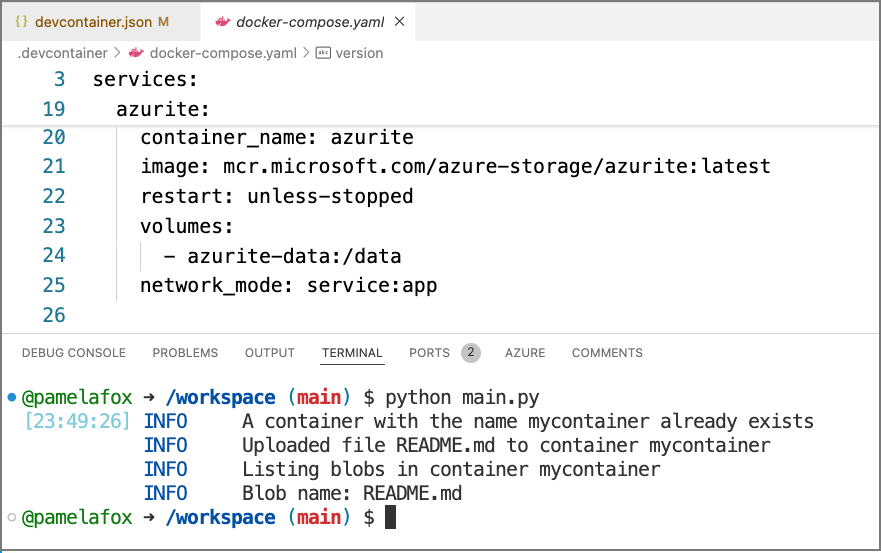 {} devcontainer.json M docker-compose.yaml ×
.devcontainer > docker-compose.yaml > abc version
3 services:
19 azurite:
20 container_name: azurite
21 image: mcr.microsoft.com/azure-storage/azurite:latest
22 restart: unless-stopped
23 volumes:
24 - azurite-data:/data
25 network_mode: service:app
26
DEBUG CONSOLE PROBLEMS OUTPUT TERMINAL PORTS 2 AZURE COMMENTS
@pamelafox → /workspace (main) $ python main.py
[23:49:26] INFO A container with the name mycontainer already exists
INFO Uploaded file README.md to container mycontainer
INFO Listing blobs in container mycontainer
INFO Blob name: README.md
@pamelafox → /workspace (main) $